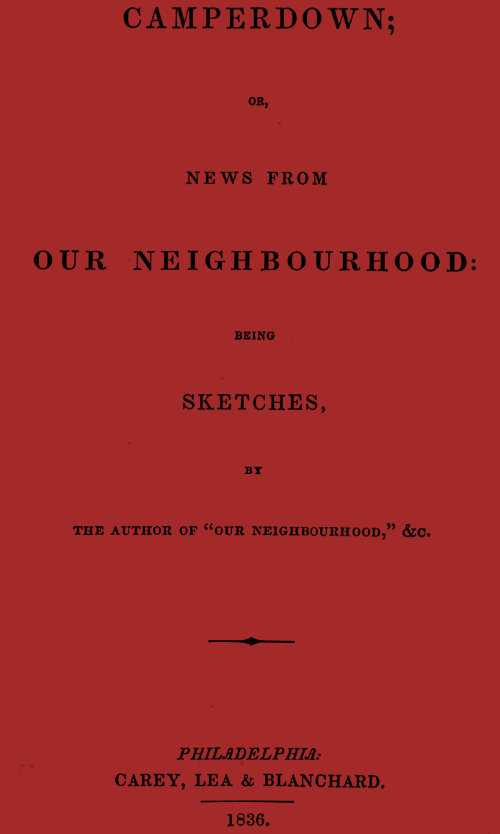 CAMPERDOWN;
OR,
NEWS FROM
OUR NEIGHBOURHOOD:
BEING
SKETCHES,
BY
THE AUTHOR OF “OUR NEIGHBOURHOOD,” &C.
PHILADELPHIA:
CAREY, LEA & BLANCHARD.
1836.